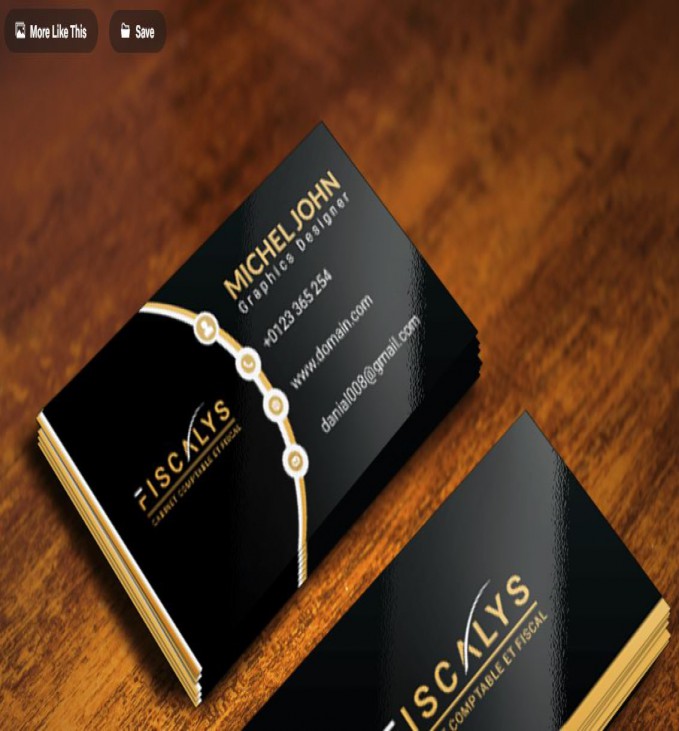 More Like This
Save
MICHEL JOHN
Graphics Designer
+0123 365 254
www.domain.com
danial008@gmail.com
FISCALYS
CABINET COMPTABLE ET FISCAL
FISCALYS
COMPTABLE ET FISCAL